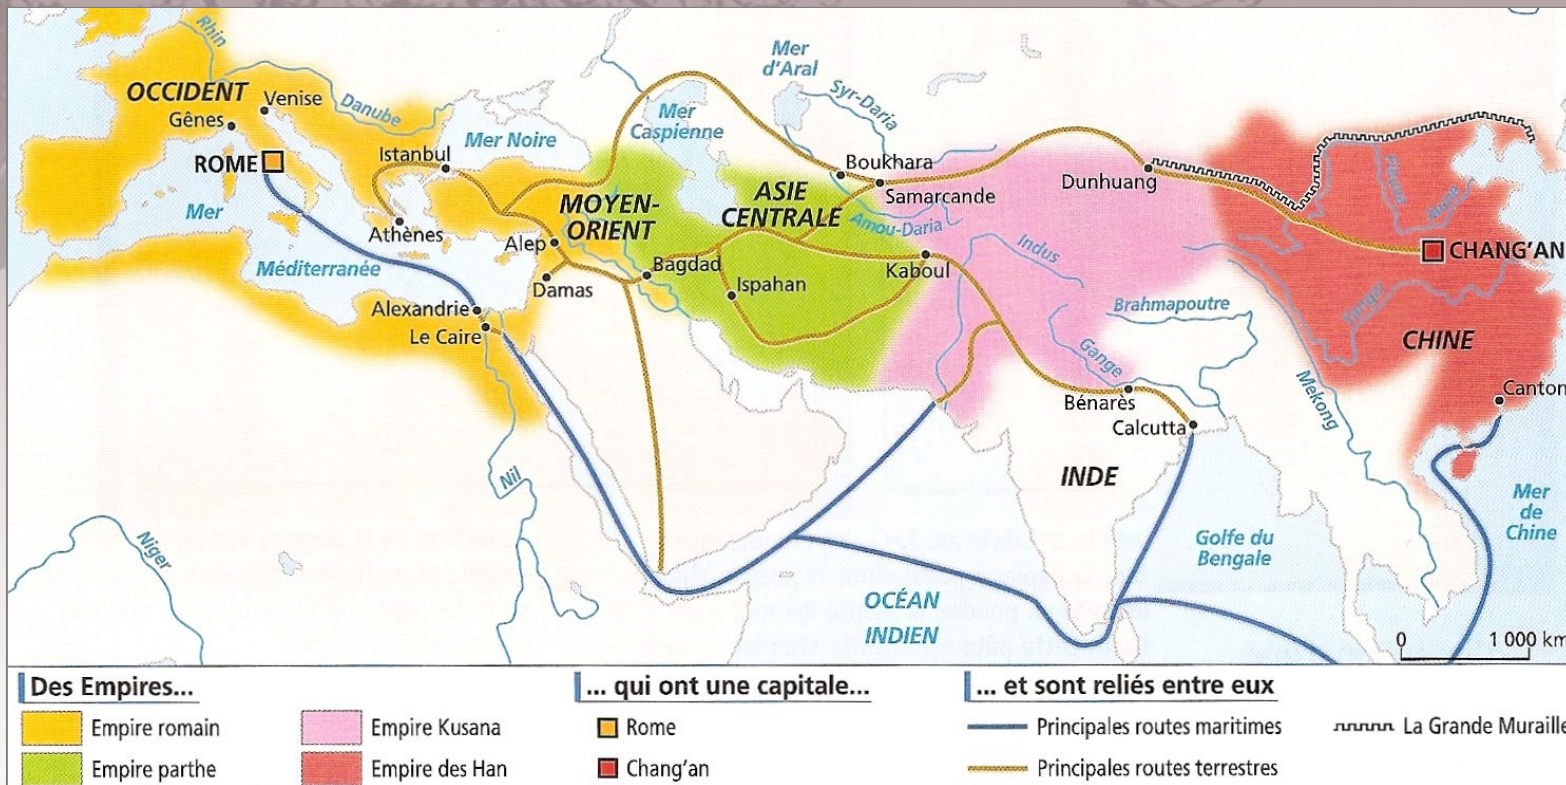 Rhin
OCCIDENT
Venise
Gênes
Danube
ROME
Istanbul
Mer Noire
Mer
Caspienne
Mer
d'Aral
Syr-Daria
Boukhara
Samarcande
Dunhuang
Mer
Méditerranée
Athènes
Alep
MOYEN-
ORIENT
ASIE
CENTRALE
Amou-Daria
Indus
CHANG'AN
Damas
Bagdad
Ispahan
Kaboul
Alexandrie
Le Caire
Brahmapoutre
Gange
Yangzi
Fleuve
Jaune
CHINE
Bénarès
Calcutta
Mekong
Canton
Nil
Niger
INDE
Golfe du
Bengale
Mer
de
Chine
OCÉAN
INDIEN
0 1 000 km
Des Empires...
Empire romain
Empire parthe
Empire Kusana
Empire des Han
... qui ont une capitale...
Rome
Chang'an
... et sont reliés entre eux
Principales routes maritimes
Principales routes terrestres
La Grande Muraille